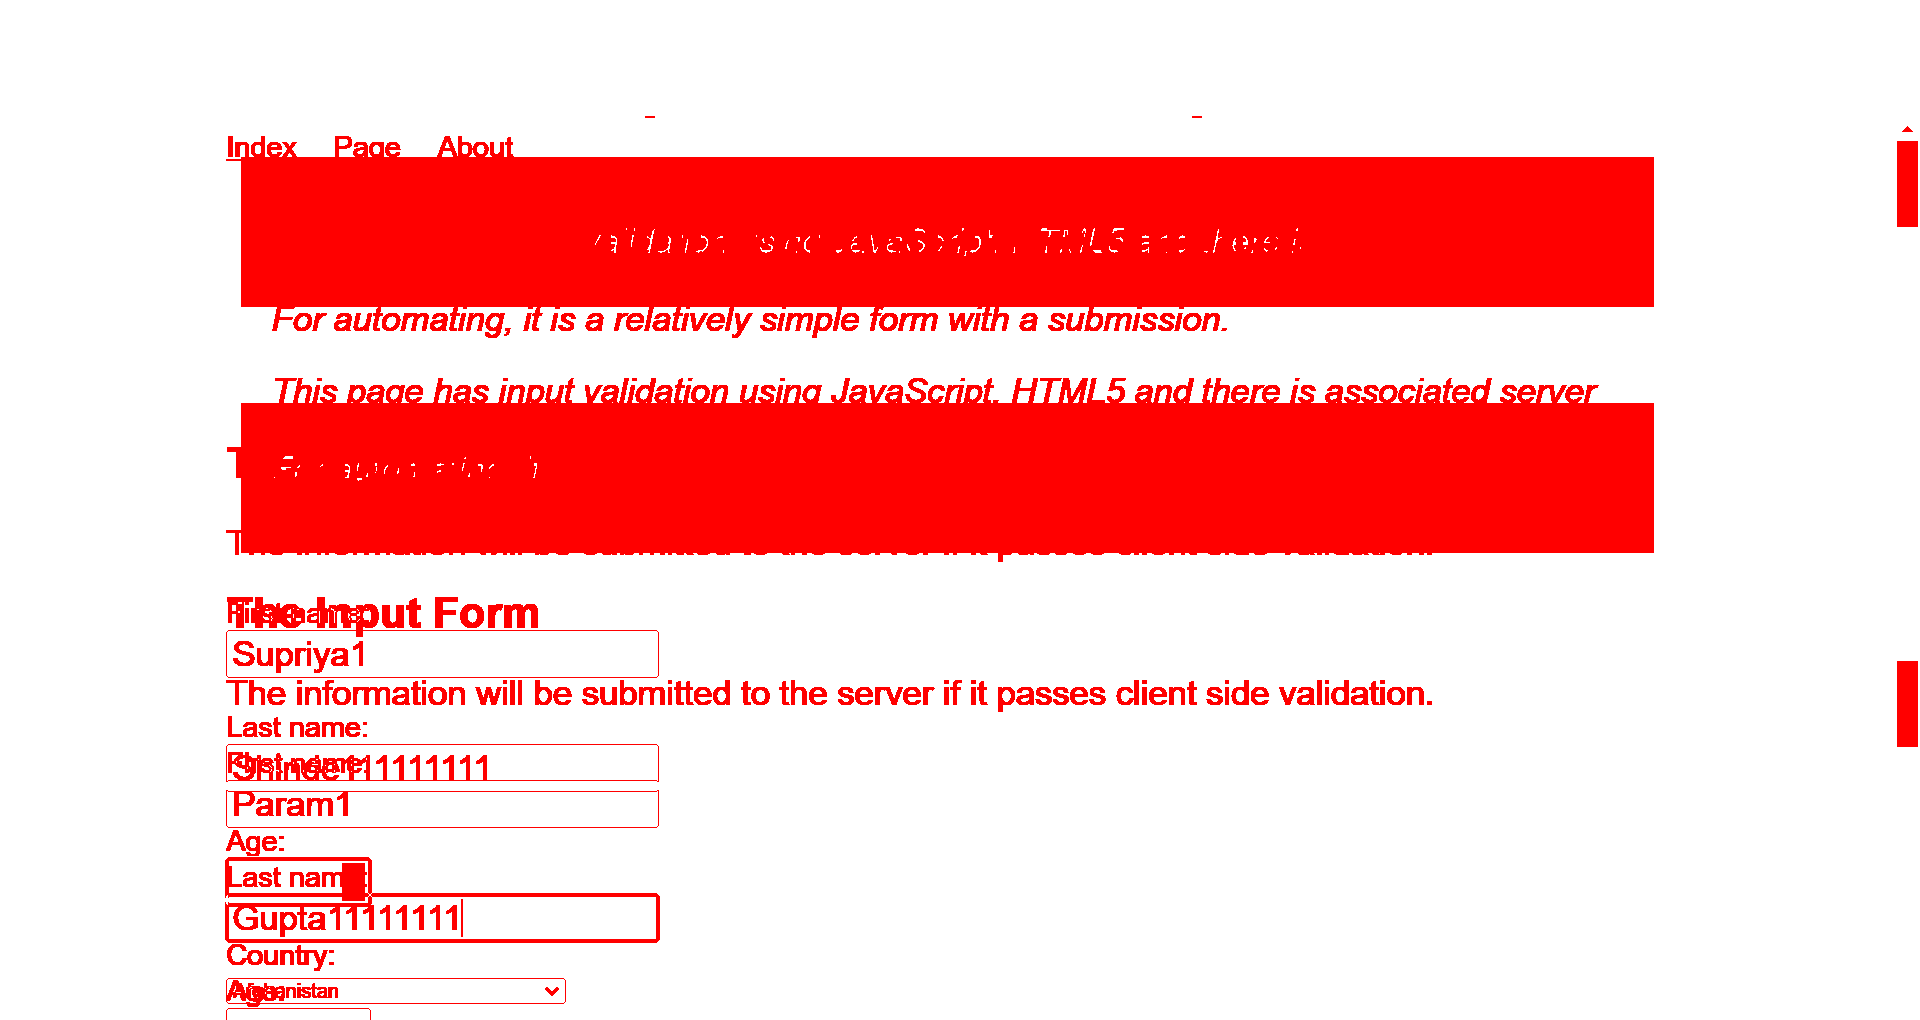 Index Page About
For automating, it is a relatively simple form with a submission.
This page has input validation using JavaScript, HTML5 and there is associated server
The information will be submitted to the server if it passes client side validation.
First name:
The Input Form
Supriya1
The information will be submitted to the server if it passes client side validation.
Last name:
First name:
Shinde111111111
Param1
Age:
Last name:
Gupta11111111
Country:
Afghanistan
Age: